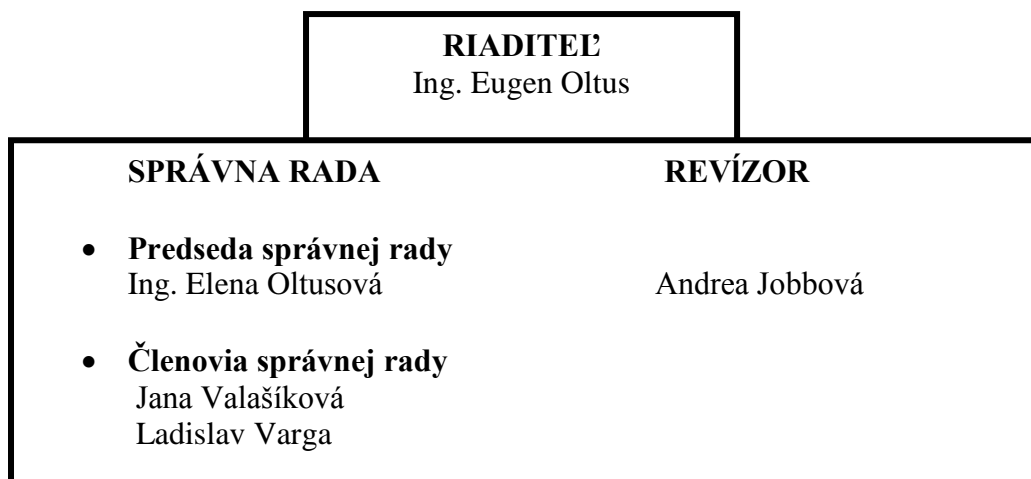 RIADITEĽ
Ing. Eugen Oltus
SPRÁVNA RADA
REVÍZOR
• Predseda správnej rady
Ing. Elena Oltusová
Andrea Jobbová
• Členovia správnej rady
Jana Valašíková
Ladislav Varga